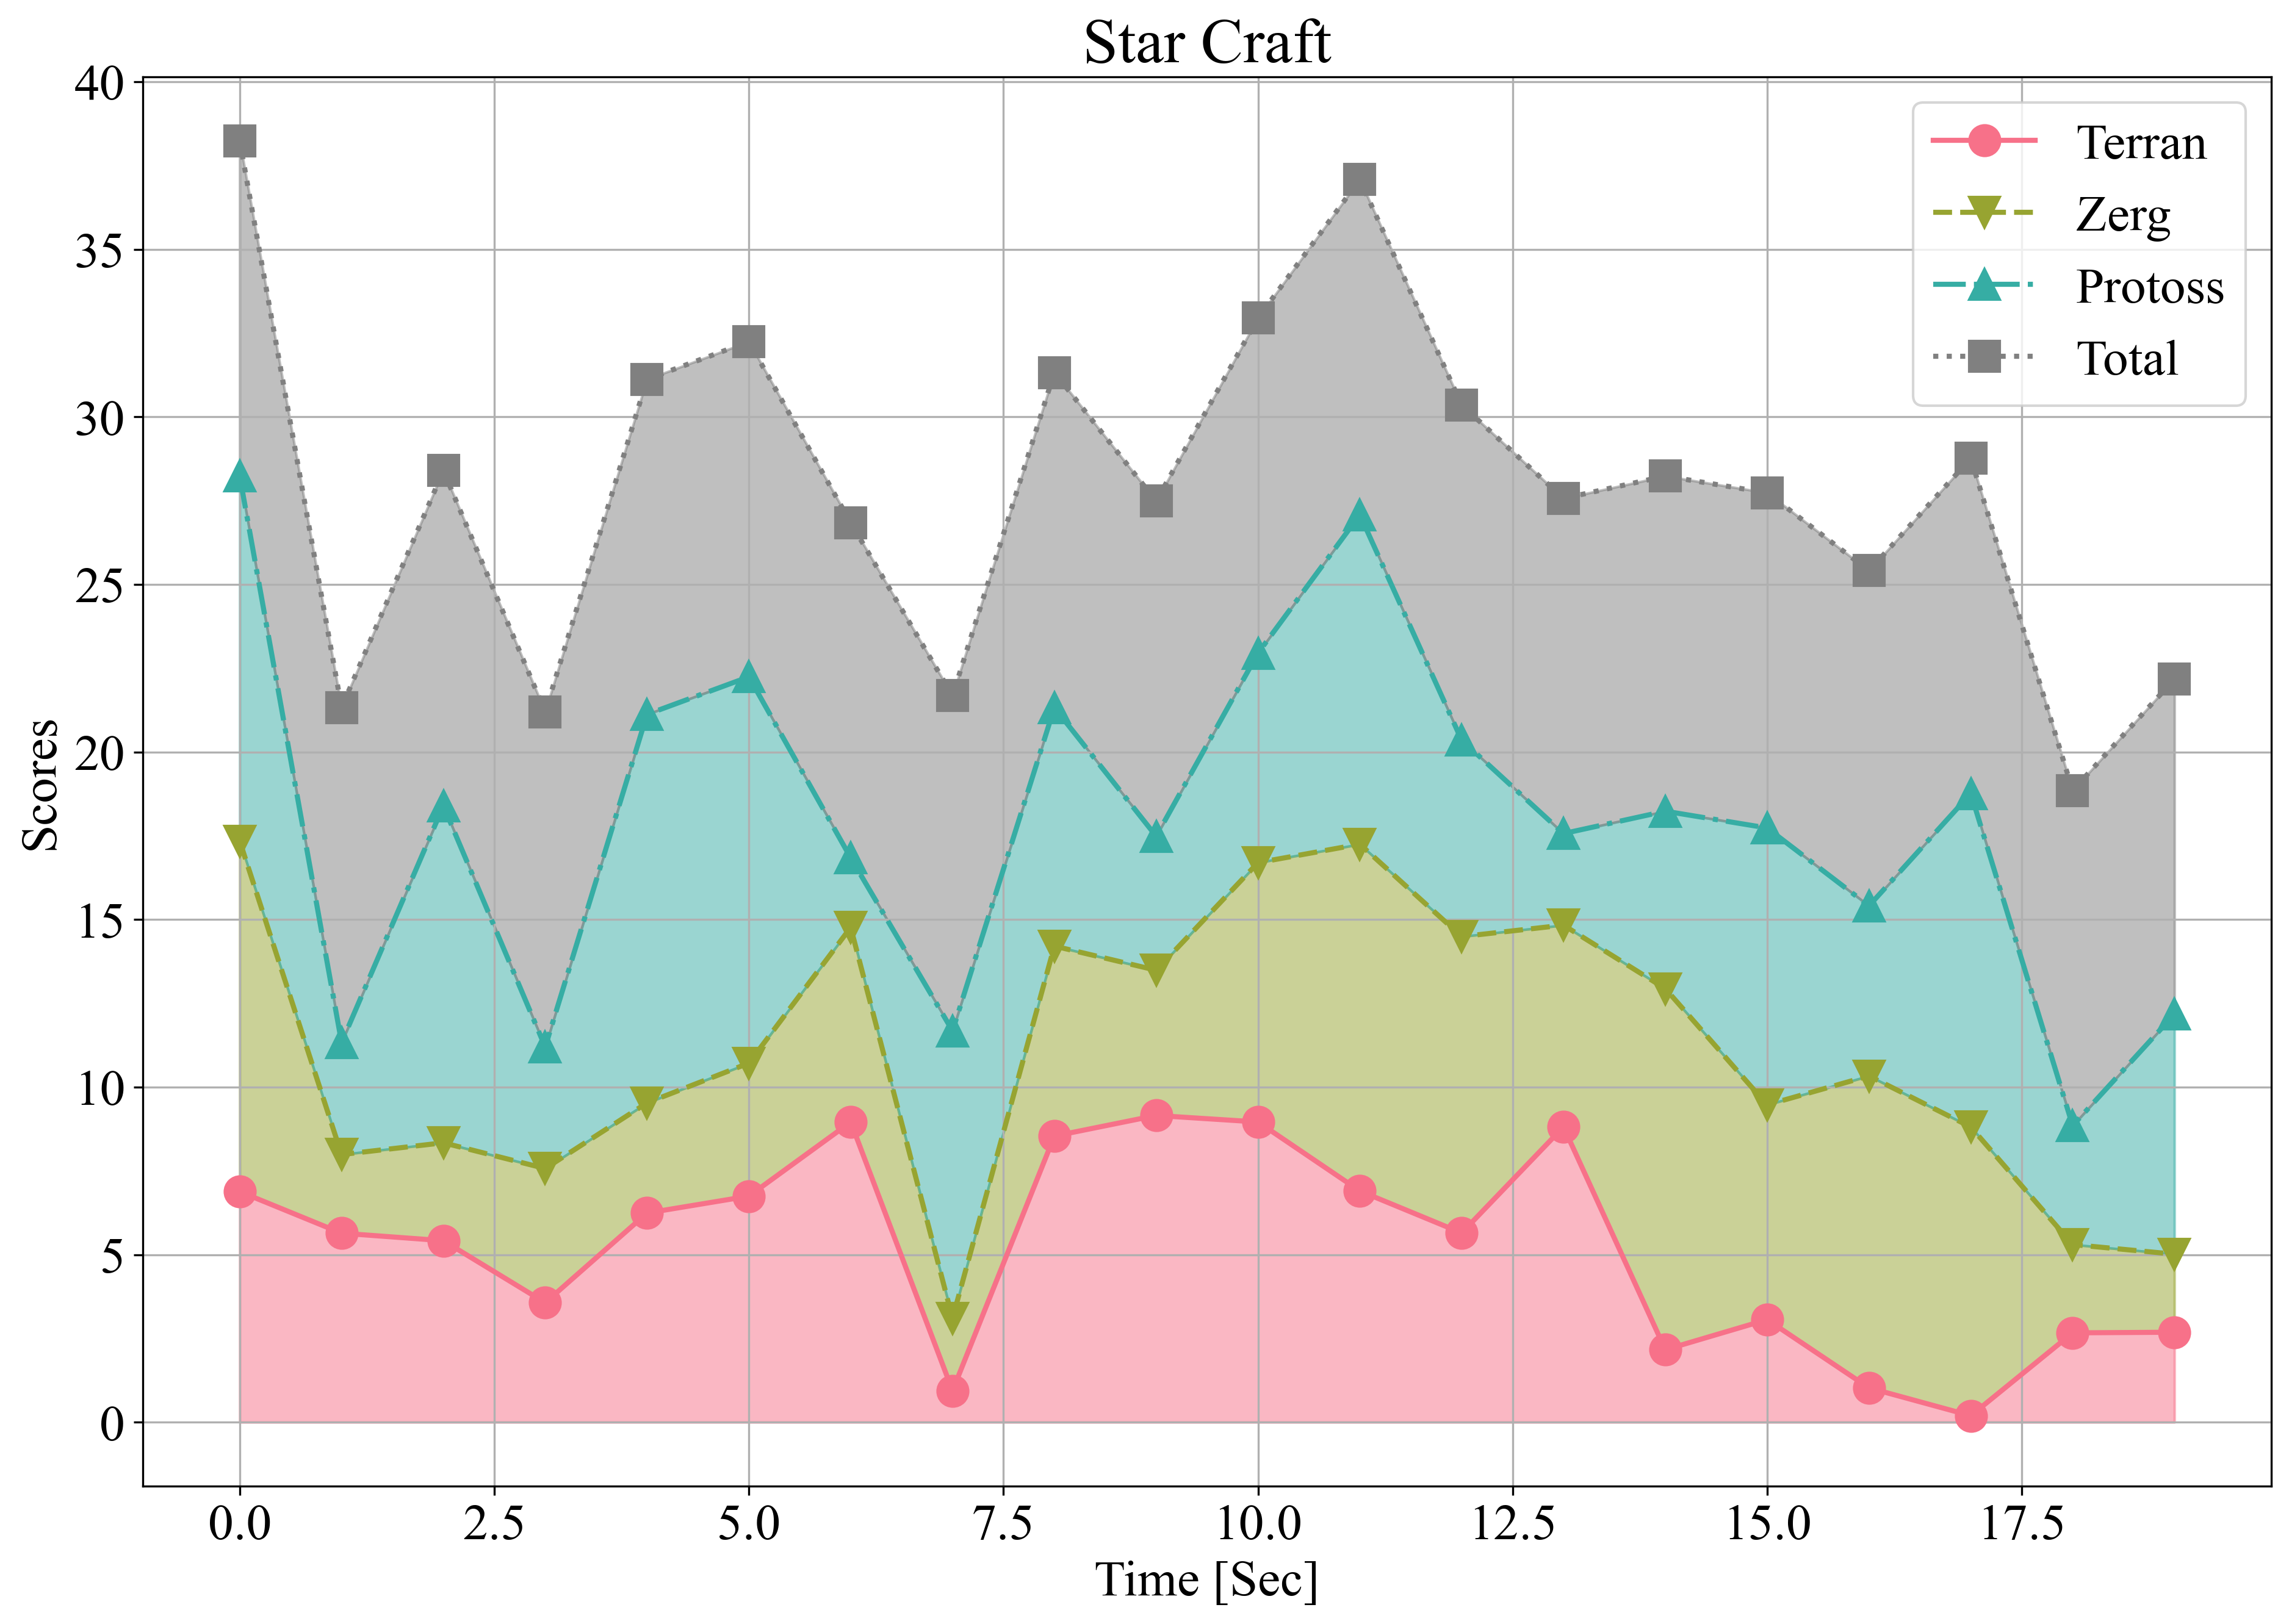 Star Craft
40
35
30
25
20
15
10
5
0
Scores
Terran
Zerg
Protoss
Total
0.0 2.5 5.0 7.5 10.0 12.5 15.0 17.5
Time [Sec]